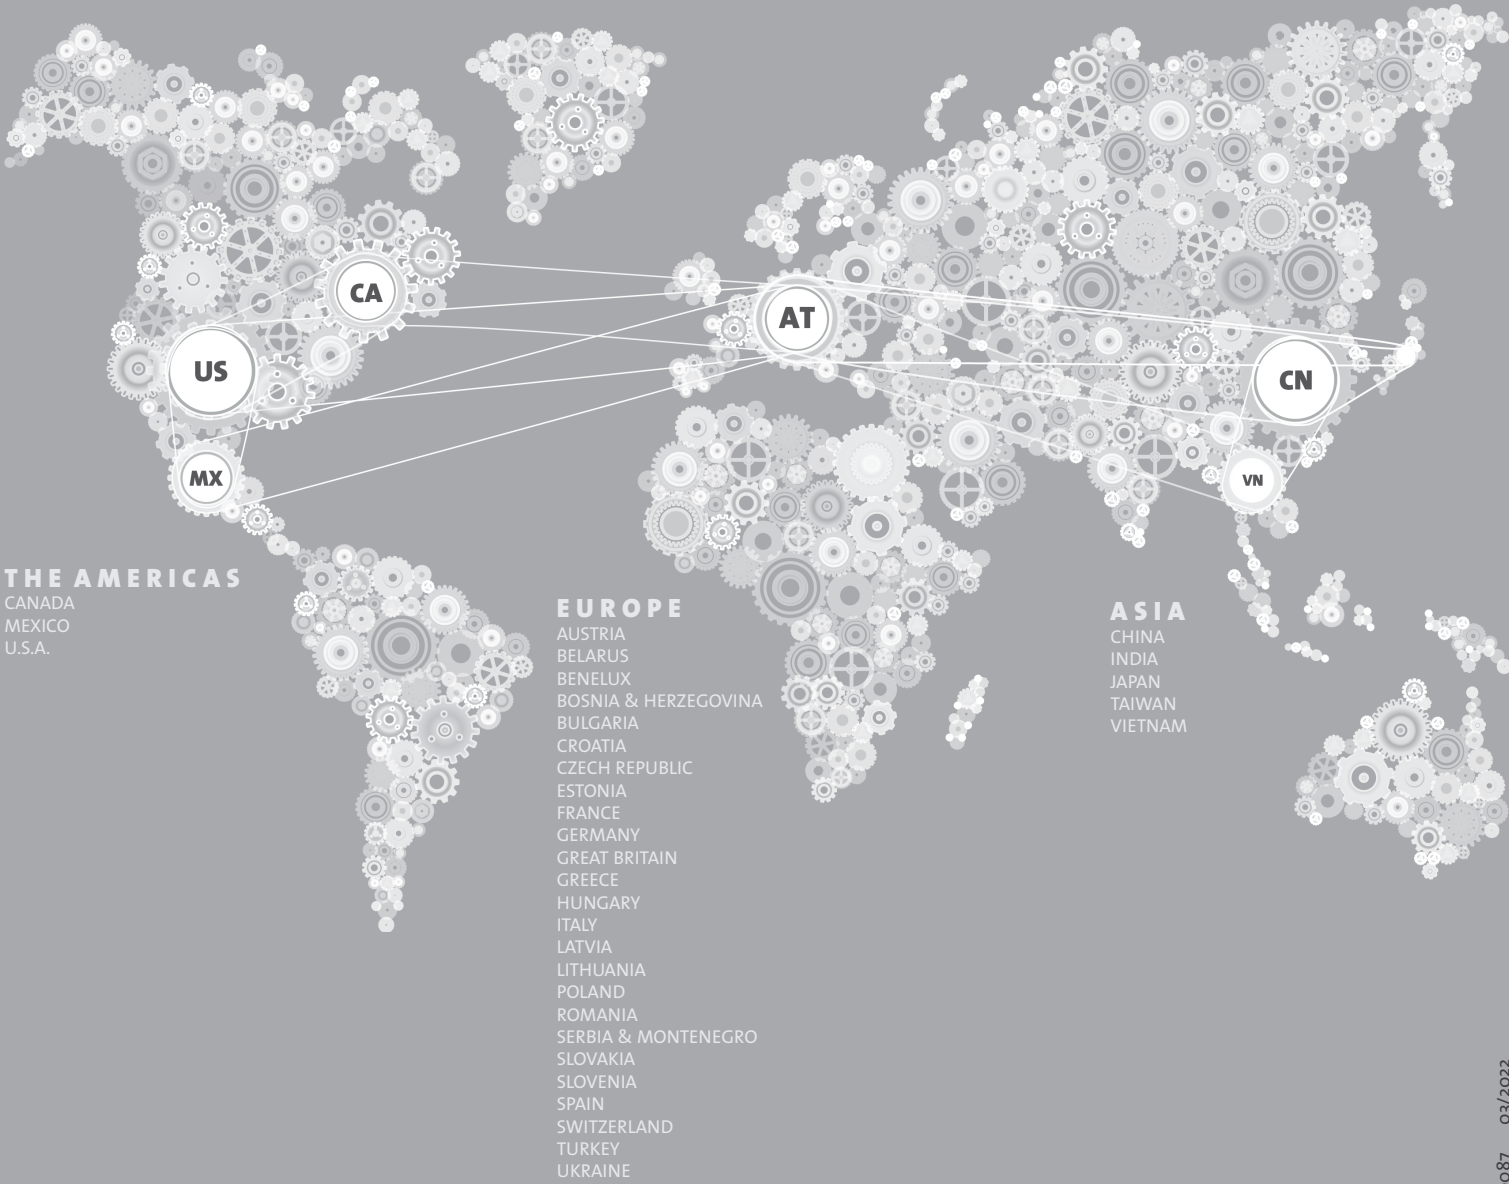 CA
US
AT
CN
MX
VN
THE AMERICAS
CANADA
MEXICO
U.S.A.
EUROPE
AUSTRIA
BELARUS
BENELUX
BOSNIA & HERZEGOVINA
BULGARIA
CROATIA
CZECH REPUBLIC
ESTONIA
FRANCE
GERMANY
GREAT BRITAIN
GREECE
HUNGARY
ITALY
LATVIA
LITHUANIA
POLAND
ROMANIA
SERBIA & MONTENEGRO
SLOVAKIA
SLOVENIA
SPAIN
SWITZERLAND
TURKEY
UKRAINE
ASIA
CHINA
INDIA
JAPAN
TAIWAN
VIETNAM
03/2022